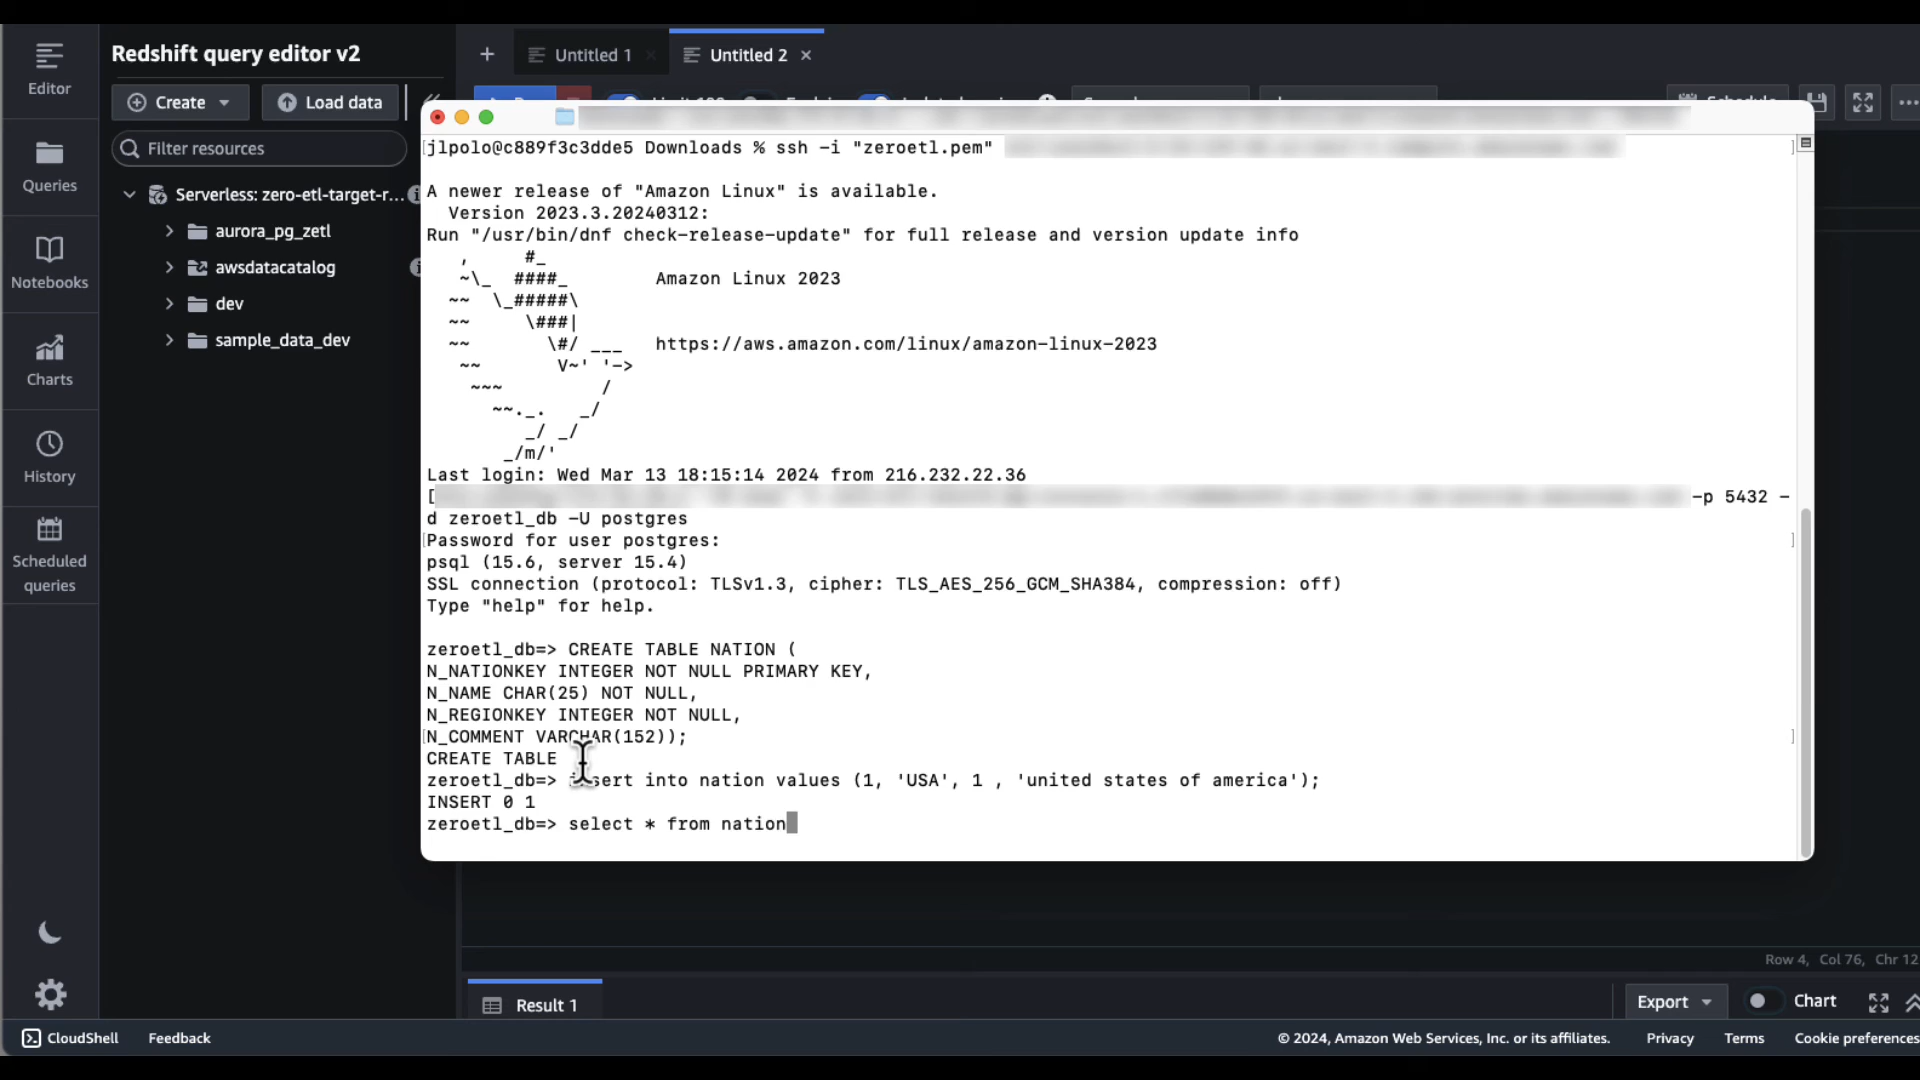 Redshift query editor v2
Untitled 1
Untitled 2
Editor
Create
Load data
Filter resources
Queries
Serverless: zero-etl-target-r...
aurora_pg_zetl
awsdatacatalog
dev
sample_data_dev
Notebooks
Charts
History
Scheduled
queries
Schedule
jlpolo@c889f3c3dde5 Downloads % ssh -i "zeroetl.pem"
A newer release of "Amazon Linux" is available.
Version 2023.3.20240312:
Run "/usr/bin/dnf check-release-update" for full release and version update info
,      #_
~\_  ####_        Amazon Linux 2023
~~  \_#####\
~~     \###|
~~       \#/ ___   https://aws.amazon.com/linux/amazon-linux-2023
~~       V~' '->
~~~         /
~~._.   _/
_/ _/
_/m/'
Last login: Wed Mar 13 18:15:14 2024 from 216.232.22.36
[ -p 5432 -
d zeroetl_db -U postgres
Password for user postgres:
psql (15.6, server 15.4)
SSL connection (protocol: TLSv1.3, cipher: TLS_AES_256_GCM_SHA384, compression: off)
Type "help" for help.
zeroetl_db=> CREATE TABLE NATION (
N_NATIONKEY INTEGER NOT NULL PRIMARY KEY,
N_NAME CHAR(25) NOT NULL,
N_REGIONKEY INTEGER NOT NULL,
N_COMMENT VARCHAR(152));
CREATE TABLE
zeroetl_db=> insert into nation values (1, 'USA', 1 , 'united states of america');
INSERT 0 1
zeroetl_db=> select * from nation
Row 4, Col 76, Chr 12
Result 1
Export
Chart
CloudShell
Feedback
© 2024, Amazon Web Services, Inc. or its affiliates.
Privacy
Terms
Cookie preferences